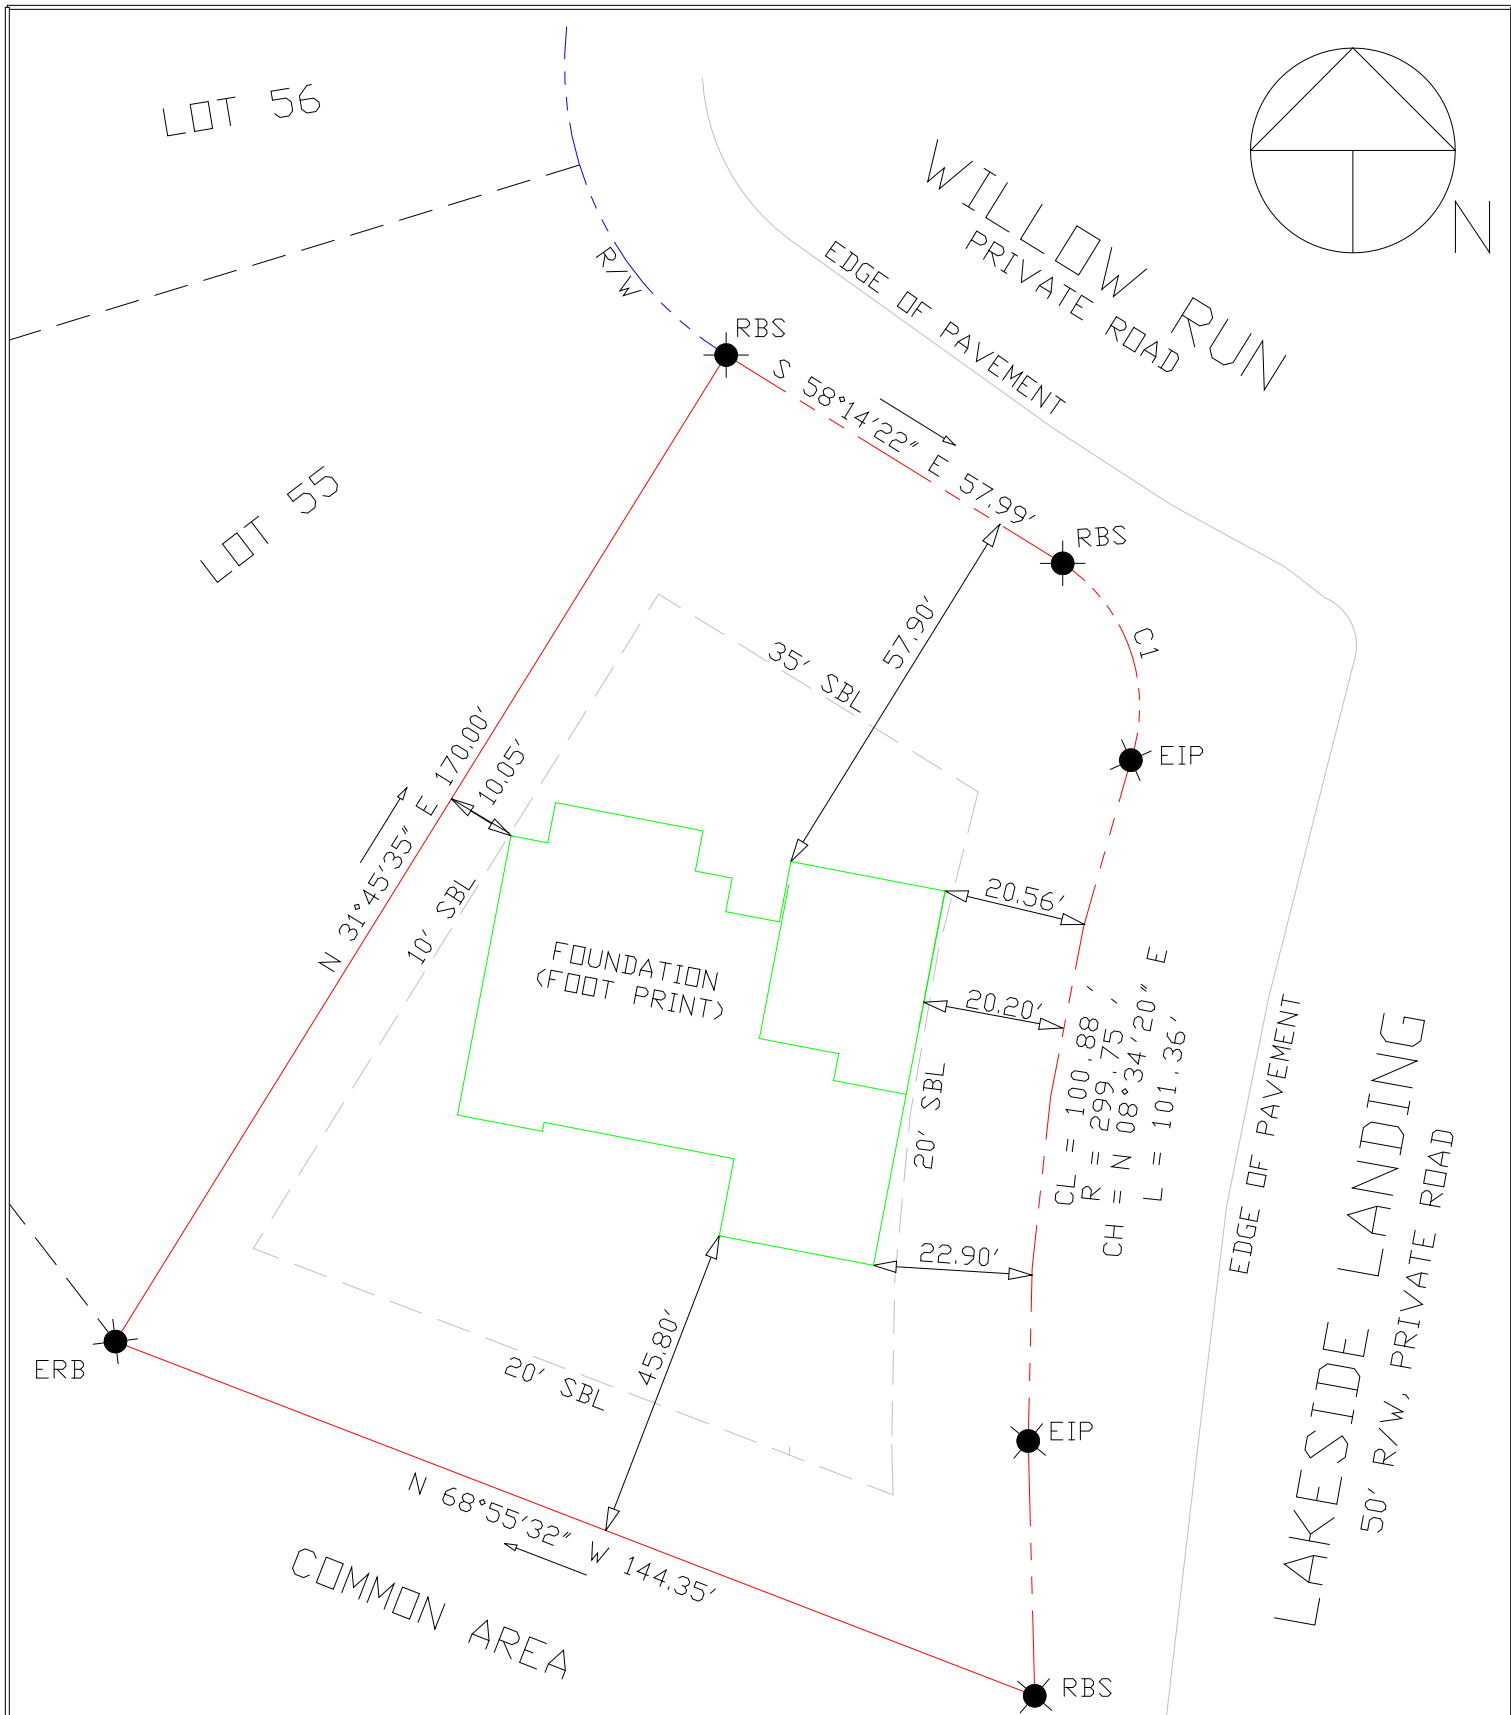 LOT 56
WILLOW RUN
PRIVATE ROAD
N
EDGE OF PAVEMENT
R/W
RBS
S 58°14'22" E 57.99'
LOT 55
RBS
C1
57.90'
35' SBL
EIP
N 31°45'35" E 170.00'
10.05'
10' SBL
20.56'
FOUNDATION
(FOOT PRINT)
20.20'
CL = 100.88 '
R = 299.75 '
CH = N 08°34'20" E
L = 101.36'
20' SBL
EDGE OF PAVEMENT
LAKESIDE LANDING
50' R/W, PRIVATE ROAD
22.90'
ERB
20' SBL
45.80'
EIP
N 68°55'32" W 144.35'
COMMON AREA
RBS